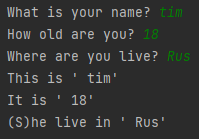 What is your name? tim
How old are you? 18
Where are you live? Rus
This is ' tim'
It is ' 18'
(S)he live in ' Rus'